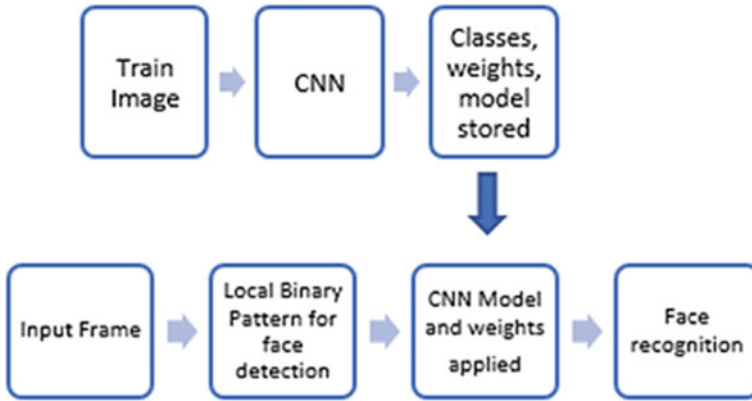 Train
Image
CNN
Classes,
weights,
model
stored
Input Frame
Local Binary
Pattern for
face
detection
CNN Model
and weights
applied
Face
recognition